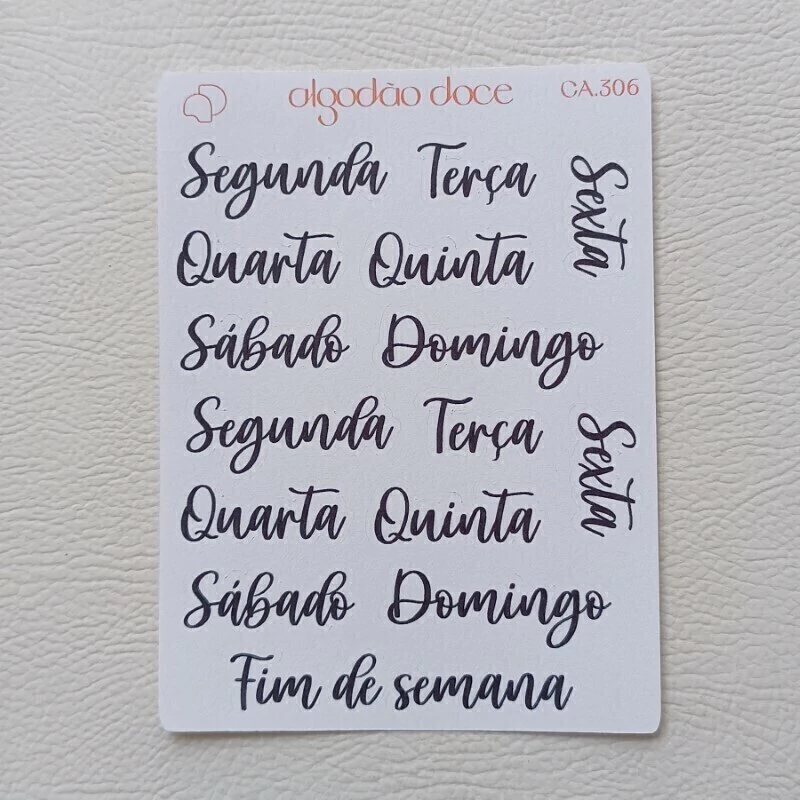 algodão doce
CA.306
Segunda Terça
Sexta
Quarta Quinta
Sábado Domingo
Segunda Terça
Sexta
Quarta Quinta
Sábado Domingo
Fim de semana